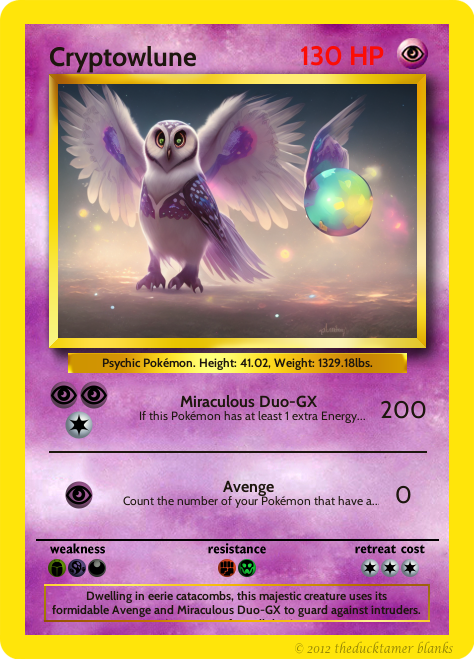 Cryptowlune 130 HP
Psychic Pokémon. Height: 41.02, Weight: 1329.18lbs.
Miraculous Duo-GX
If this Pokémon has at least 1 extra Energy... 200
Avenge
Count the number of your Pokémon that have a... 0
weakness resistance retreat cost
Dwelling in eerie catacombs, this majestic creature uses its
formidable Avenge and Miraculous Duo-GX to guard against intruders.
© 2012 theducktamer blanks